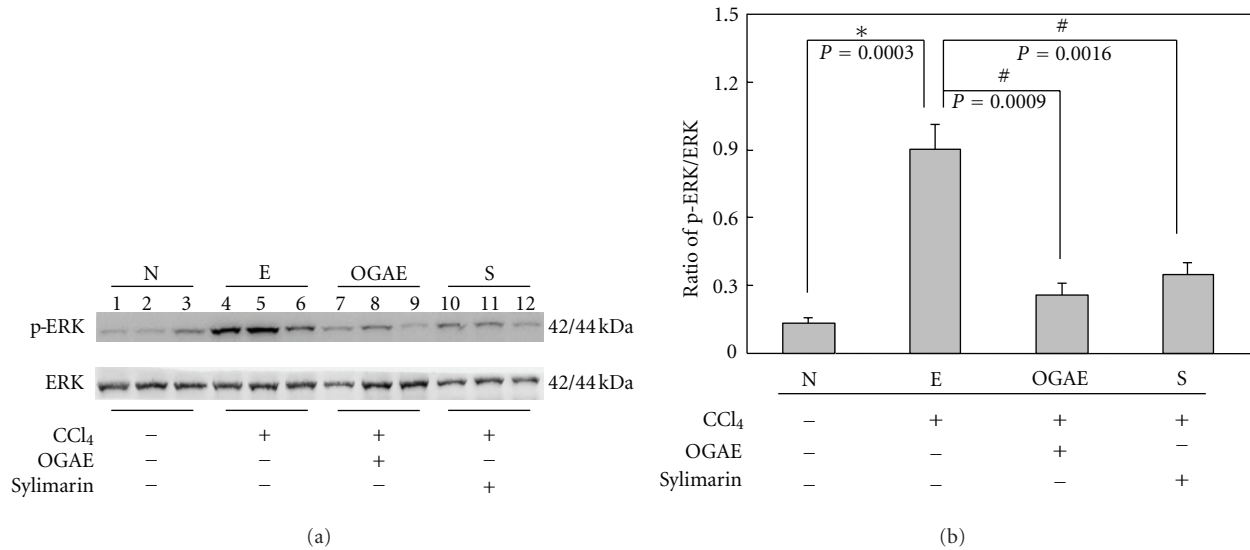 N E OGAE S
1 2 3 4 5 6 7 8 9 10 11 12
p-ERK 42/44 kDa
ERK 42/44 kDa
CCl4 − + + +
OGAE − − + −
Sylimarin − − − +
(a)
Ratio of p-ERK/ERK
1.5
1.2
0.9
0.6
0.3
0
* #
P = 0.0003 P = 0.0016
#
P = 0.0009
N E OGAE S
CCl4 − + + +
OGAE − − + −
Sylimarin − − − +
(b)